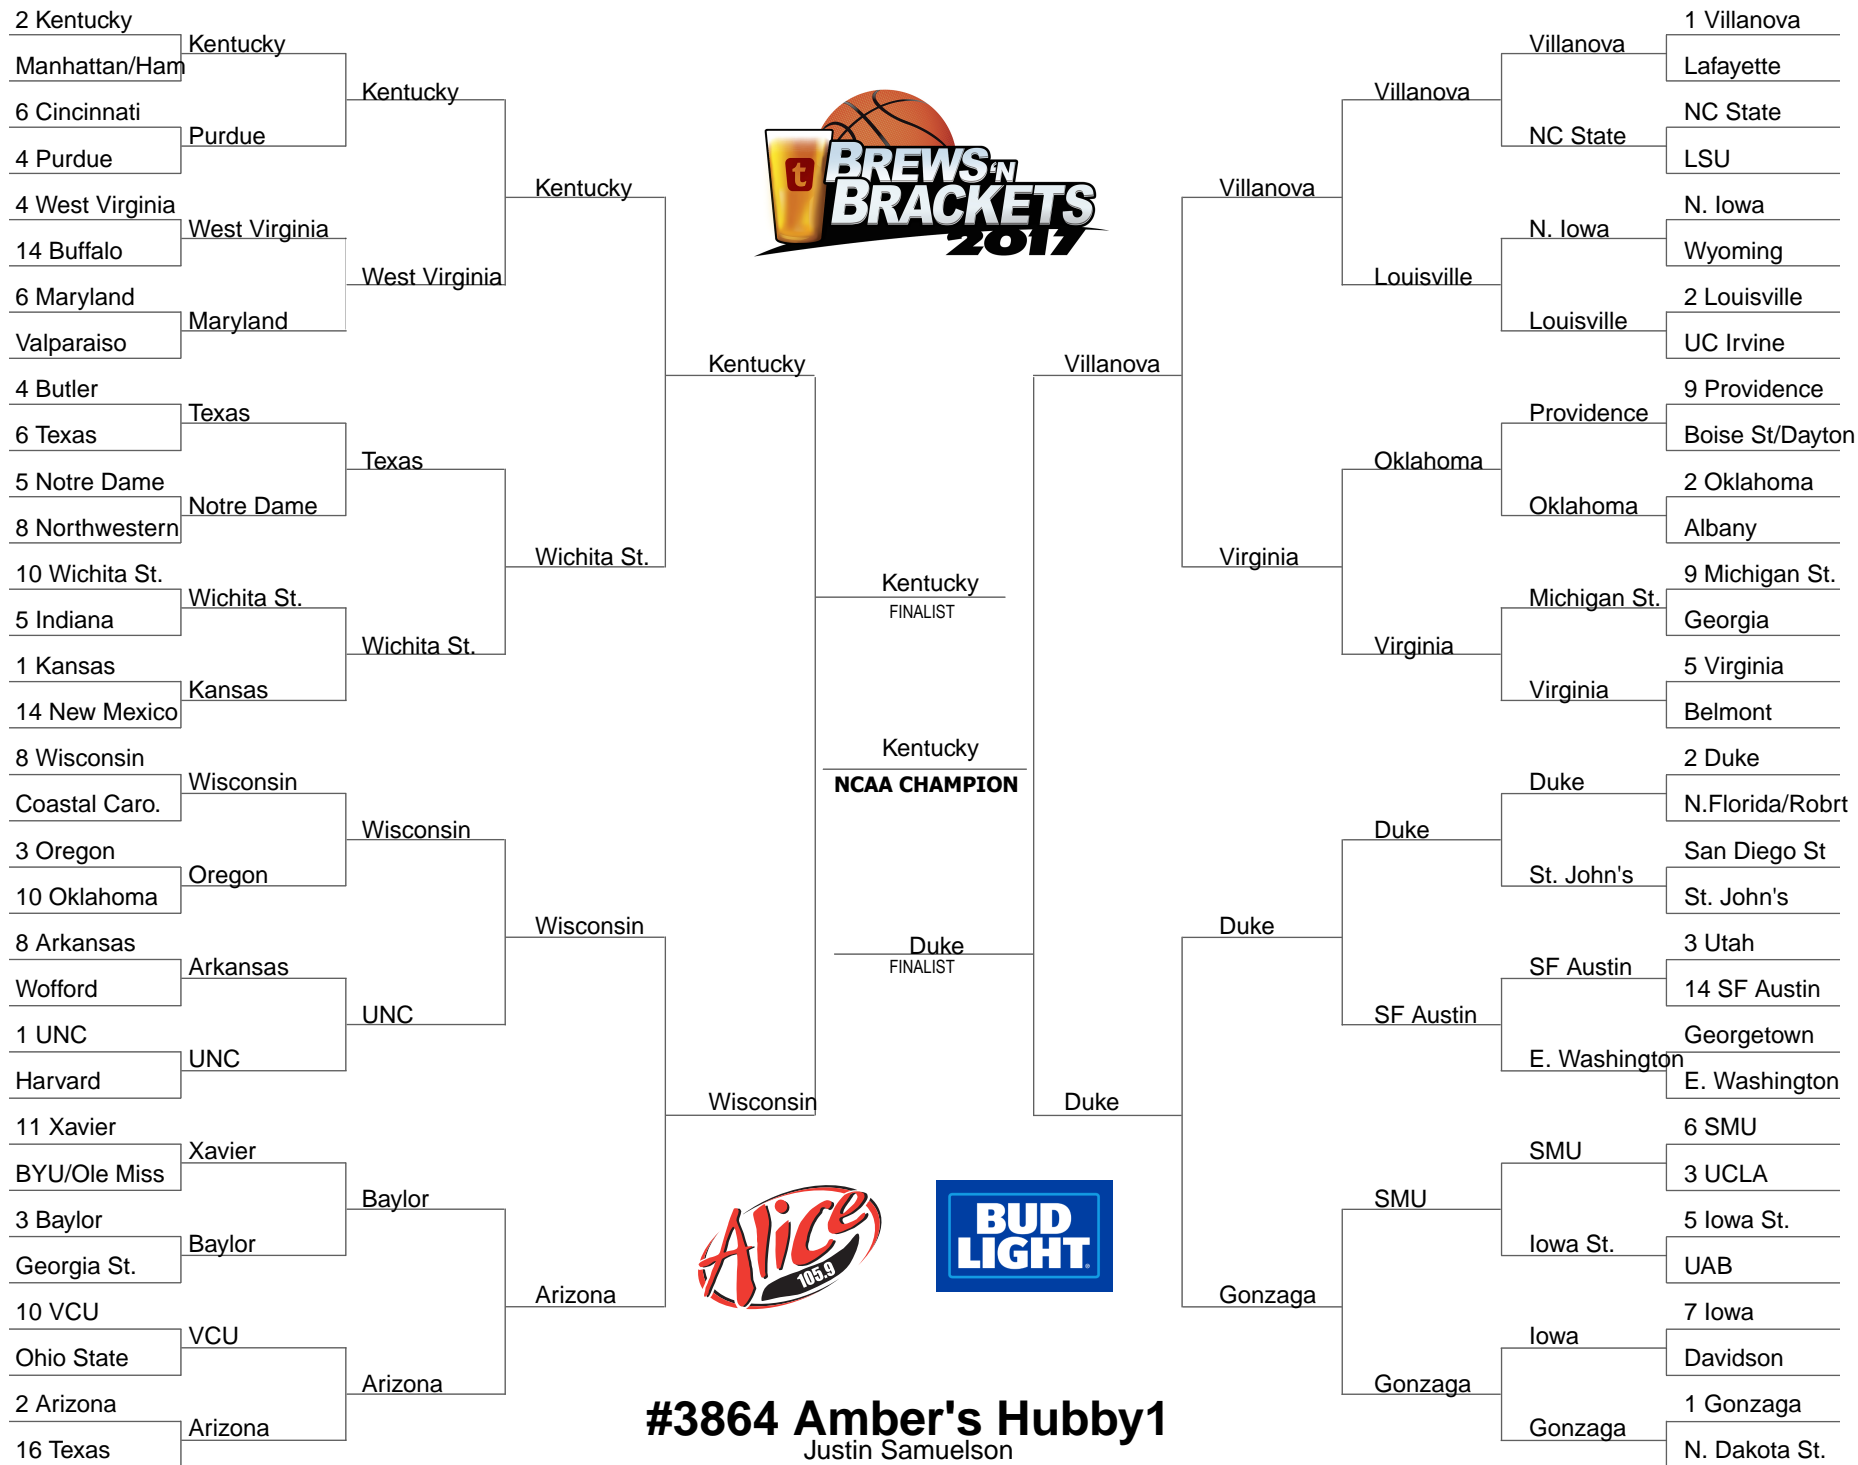 2 Kentucky
Manhattan/Ham
6 Cincinnati
4 Purdue
4 West Virginia
14 Buffalo
6 Maryland
Valparaiso
4 Butler
6 Texas
5 Notre Dame
8 Northwestern
10 Wichita St.
5 Indiana
1 Kansas
14 New Mexico
8 Wisconsin
Coastal Caro.
3 Oregon
10 Oklahoma
8 Arkansas
Wofford
1 UNC
Harvard
11 Xavier
BYU/Ole Miss
3 Baylor
Georgia St.
10 VCU
Ohio State
2 Arizona
16 Texas
Kentucky
Purdue
West Virginia
Maryland
Texas
Notre Dame
Wichita St.
Kansas
Wisconsin
Oregon
Arkansas
UNC
Xavier
Baylor
VCU
Arizona
Kentucky
West Virginia
Texas
Wichita St.
Wisconsin
UNC
Baylor
Arizona
Kentucky
Wichita St.
Wisconsin
Arizona
Kentucky
Wisconsin
t
BREWS 'N
BRACKETS
2017
Kentucky
FINALIST
Kentucky
NCAA CHAMPION
Duke
FINALIST
Alice
105.9
BUD
LIGHT
#3864 Amber's Hubby1
Justin Samuelson
Villanova
Duke
Villanova
Virginia
Duke
Gonzaga
Villanova
Louisville
Oklahoma
Virginia
Duke
SF Austin
SMU
Gonzaga
Villanova
NC State
N. Iowa
Louisville
Providence
Oklahoma
Michigan St.
Virginia
Duke
St. John's
SF Austin
E. Washington
SMU
Iowa St.
Iowa
Gonzaga
1 Villanova
Lafayette
NC State
LSU
N. Iowa
Wyoming
2 Louisville
UC Irvine
9 Providence
Boise St/Dayton
2 Oklahoma
Albany
9 Michigan St.
Georgia
5 Virginia
Belmont
2 Duke
N.Florida/Robrt
San Diego St
St. John's
3 Utah
14 SF Austin
Georgetown
E. Washington
6 SMU
3 UCLA
5 Iowa St.
UAB
7 Iowa
Davidson
1 Gonzaga
N. Dakota St.